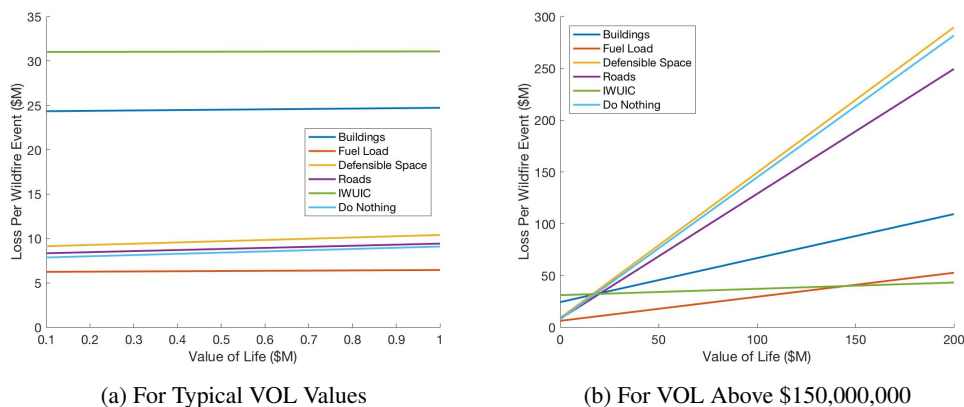 35
30
25
20
15
10
5
0
Loss Per Wildfire Event ($M)
Buildings
Fuel Load
Defensible Space
Roads
IWUIC
Do Nothing
0.1 0.2 0.3 0.4 0.5 0.6 0.7 0.8 0.9 1
Value of Life ($M)
(a) For Typical VOL Values
300
250
200
150
100
50
0
Loss Per Wildfire Event ($M)
Buildings
Fuel Load
Defensible Space
Roads
IWUIC
Do Nothing
0 50 100 150 200
Value of Life ($M)
(b) For VOL Above $150,000,000